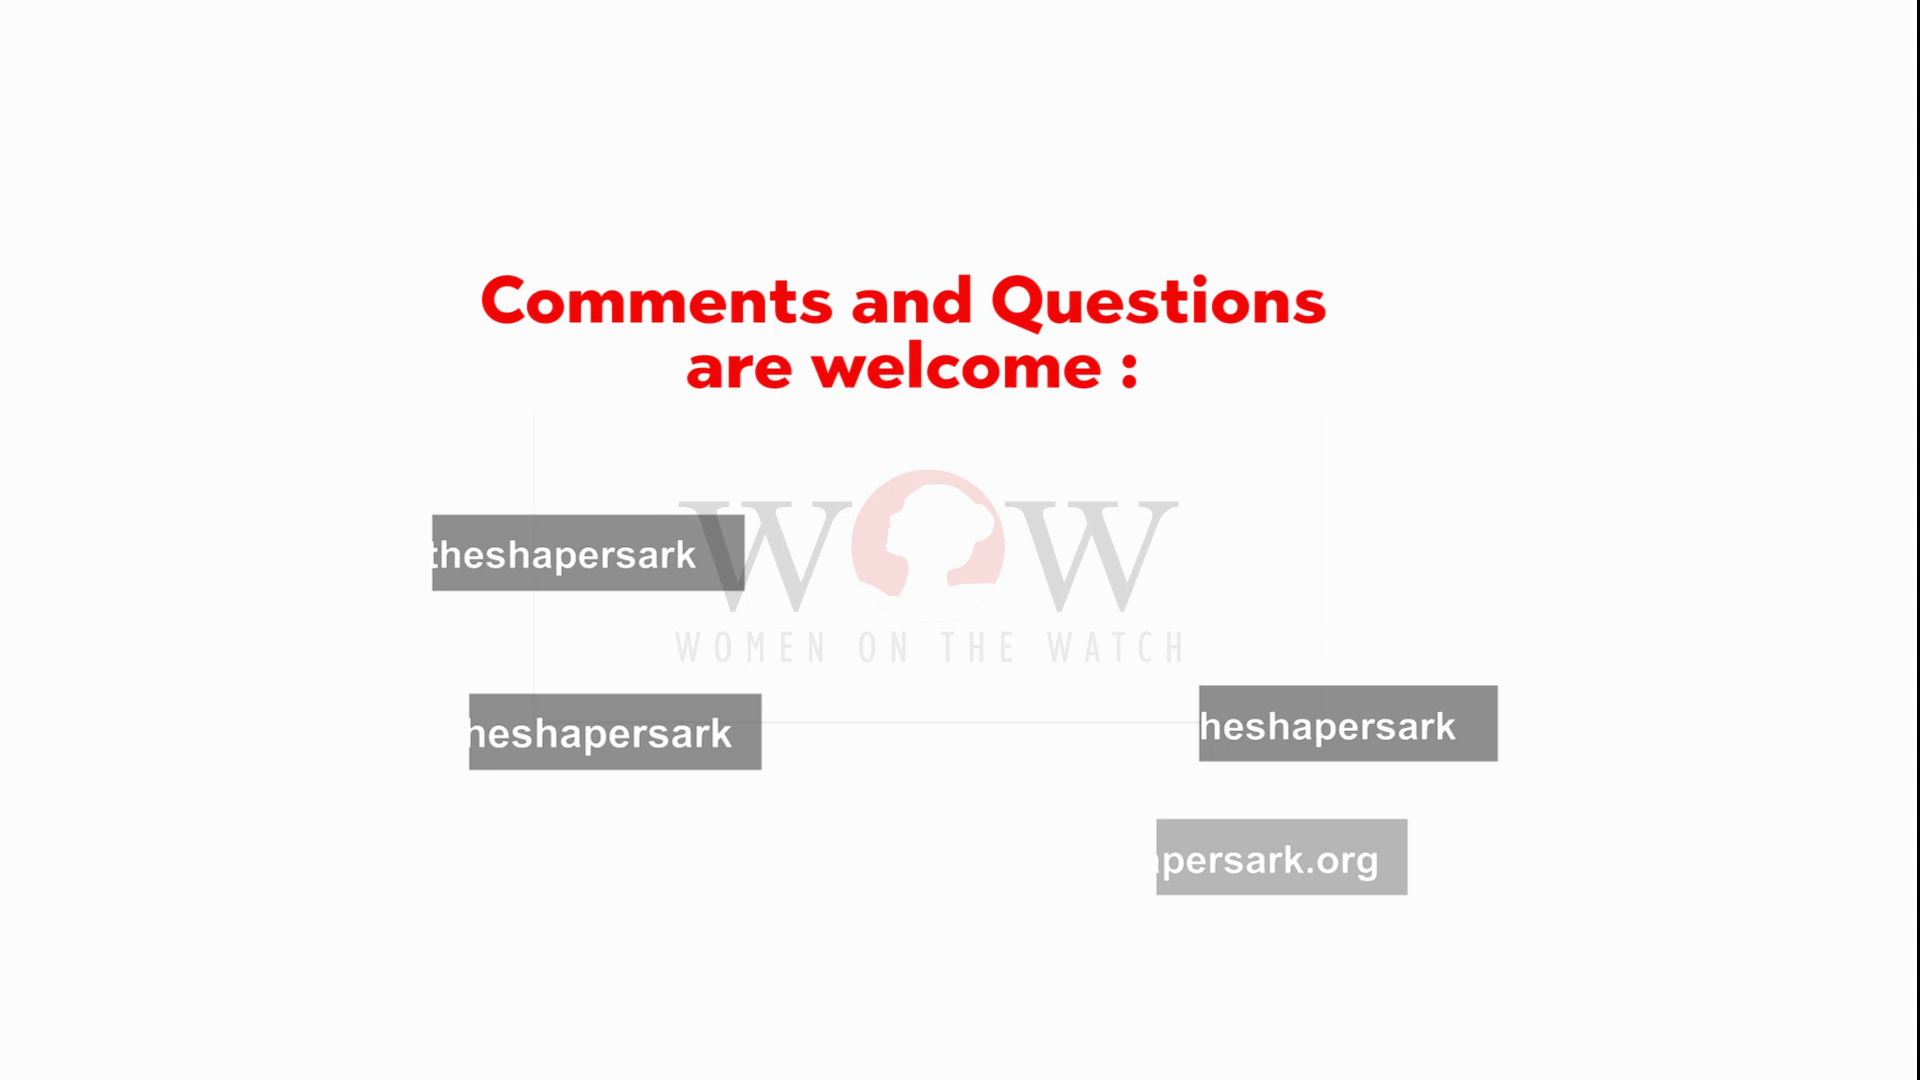 Comments and Questions
are welcome :
WOW
WOMEN ON THE WATCH
theshapersark
heshapersark
heshapersark
persark.org